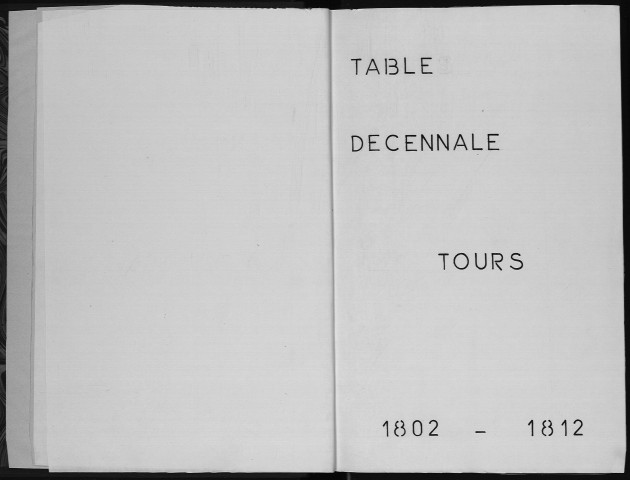 TABLE
DECENNALE
TOURS
1802 - 1812